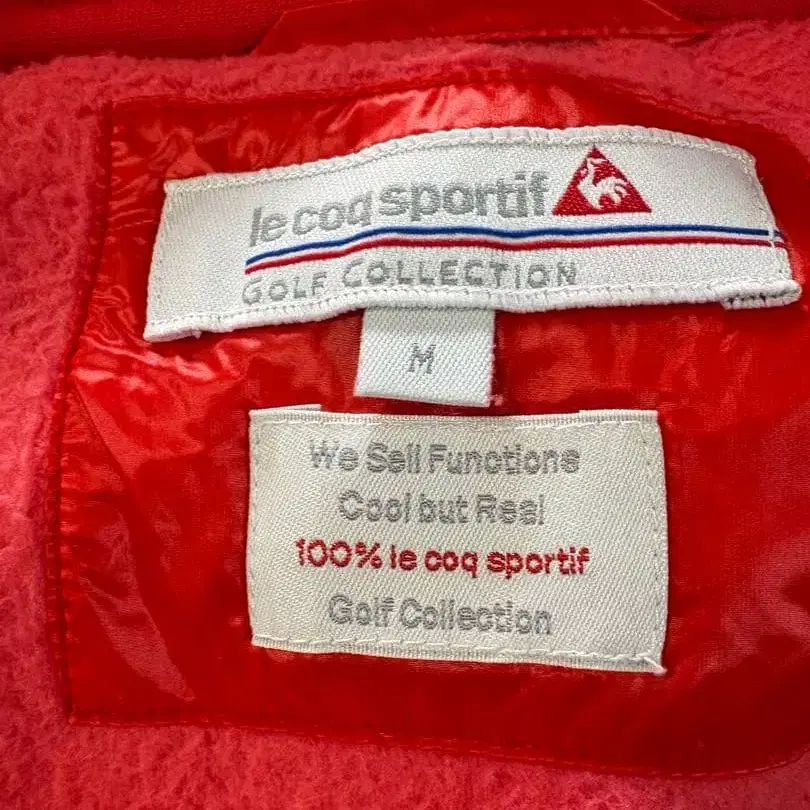 le coq sportif
GOLF COLLECTION
M
We Sell Functions
Cool but Real
100% le coq sportif
Golf Collection